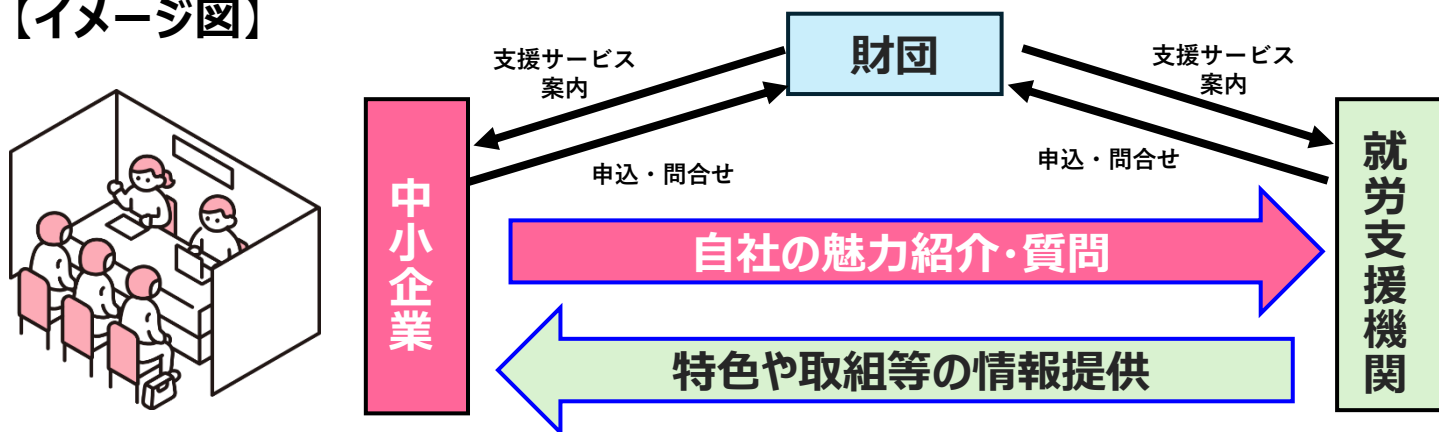 【イメージ図】
財団
支援サービス
案内
支援サービス
案内
申込・問合せ
申込・問合せ
中小企業
自社の魅力紹介・質問
特色や取組等の情報提供
就労支援機関